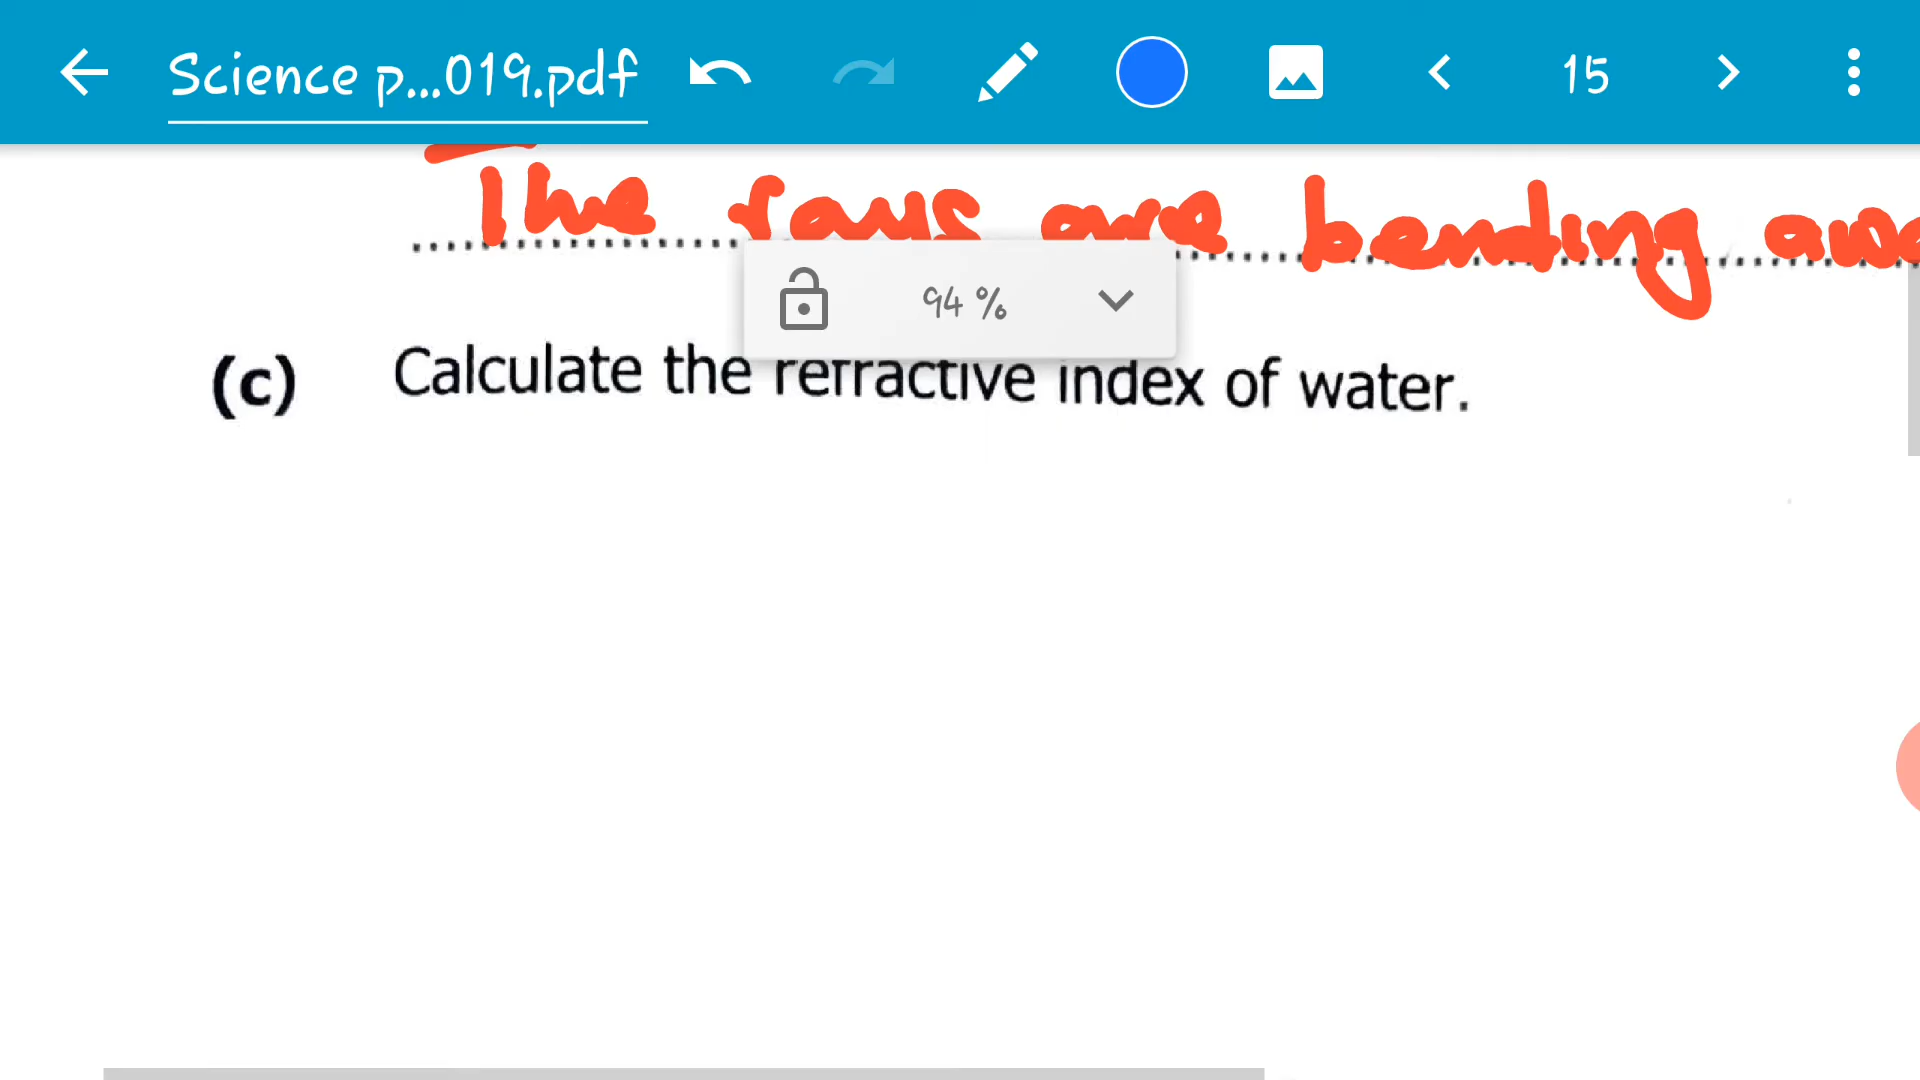 Science p...019.pdf 15
The rays are bending
94 %
(c) Calculate the refractive index of water.